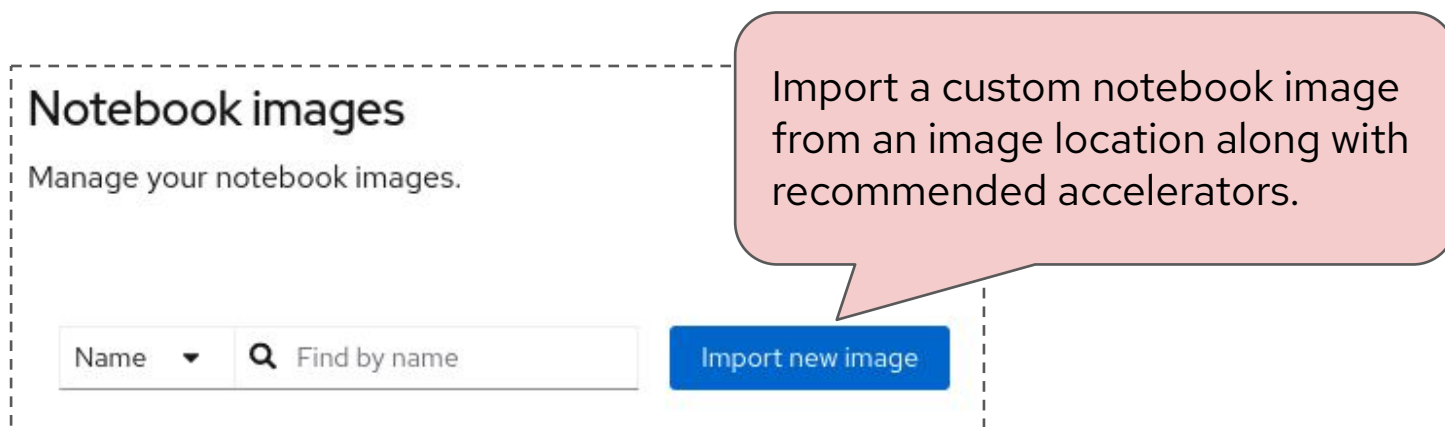 Notebook images
Manage your notebook images.
Import a custom notebook image
from an image location along with
recommended accelerators.
Name
Find by name
Import new image